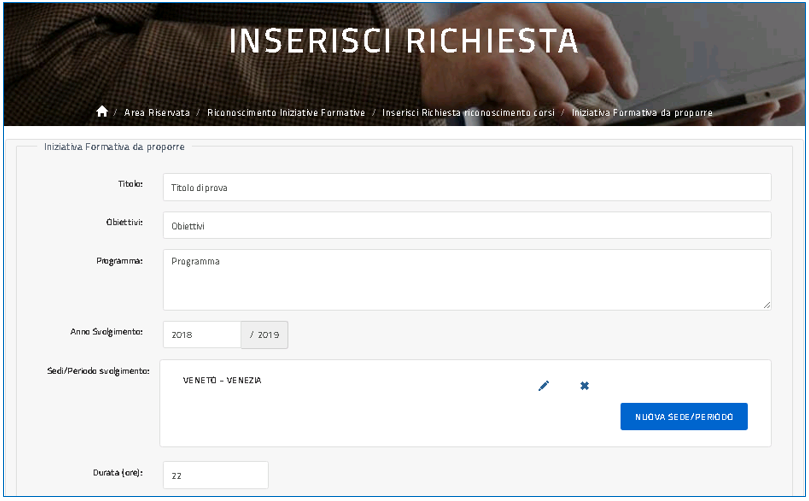 INSERISCI RICHIESTA
/ Area Riservata / Riconoscimento Iniziative Formative / Inserisci Richiesta riconoscimento corsi / Iniziativa Formativa da proporre
Iniziativa Formativa da proporre
Titolo: Titolo di prova
Obiettivi: Obiettivi
Programma: Programma
Anno Svolgimento: 2018 / 2019
Sedi/Periodo svolgimento: VENETO - VENEZIA
NUOVA SEDE/PERIODO
Durata (ore): 22